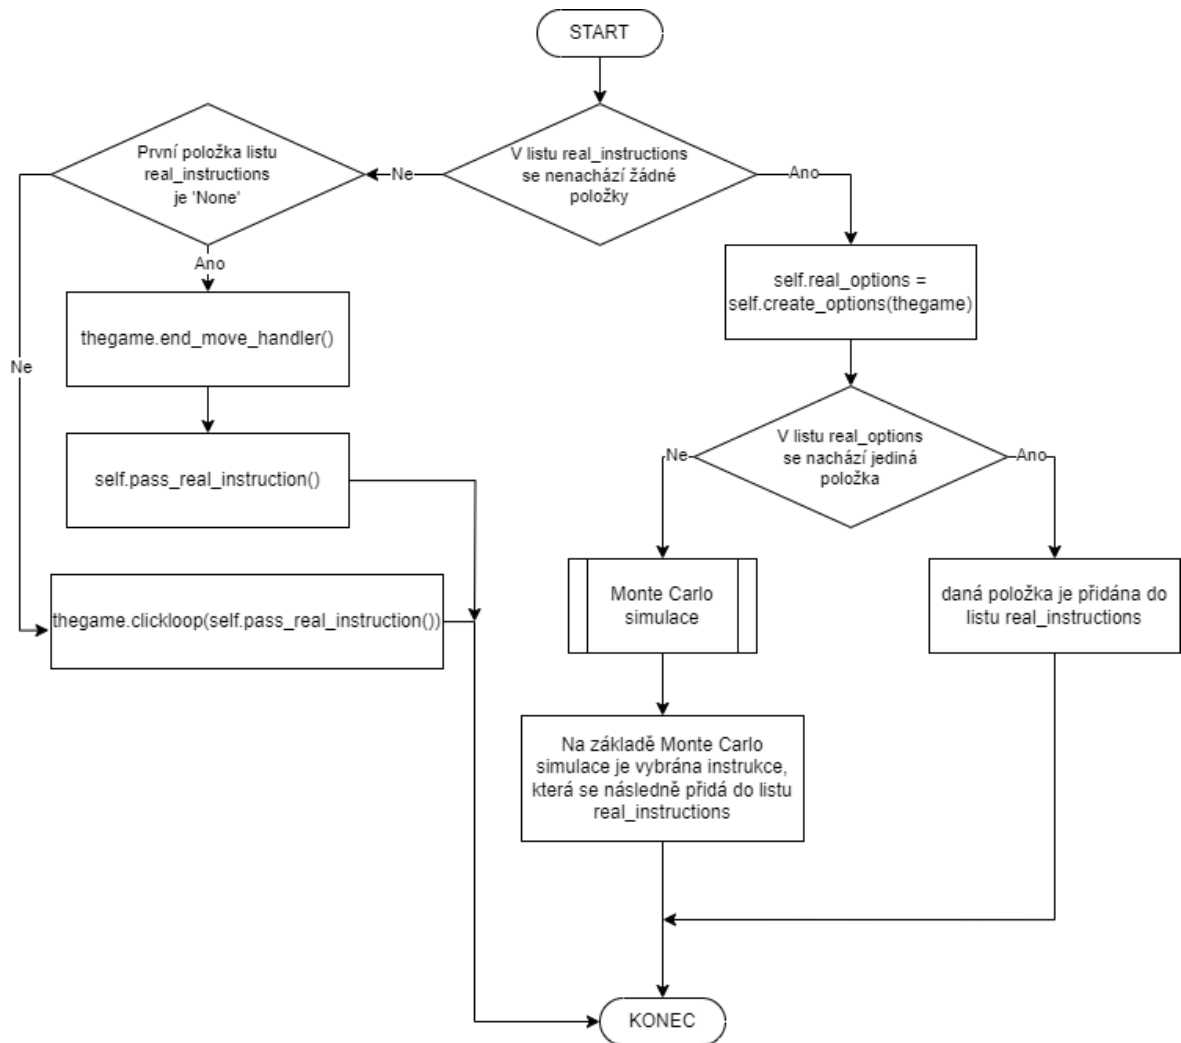 START
První položka listu
real_instructions
je 'None'
V listu real_instructions
se nenachází žádné
položky
Ne
Ano
Ano
self.real_options =
self.create_options(thegame)
thegame.end_move_handler()
Ne
V listu real_options
se nachází jediná
položka
Ne
Ano
self.pass_real_instruction()
Monte Carlo
simulace
daná položka je přidána do
listu real_instructions
thegame.clickloop(self.pass_real_instruction())
Na základě Monte Carlo
simulace je vybrána instrukce,
která se následně přidá do listu
real_instructions
KONEC